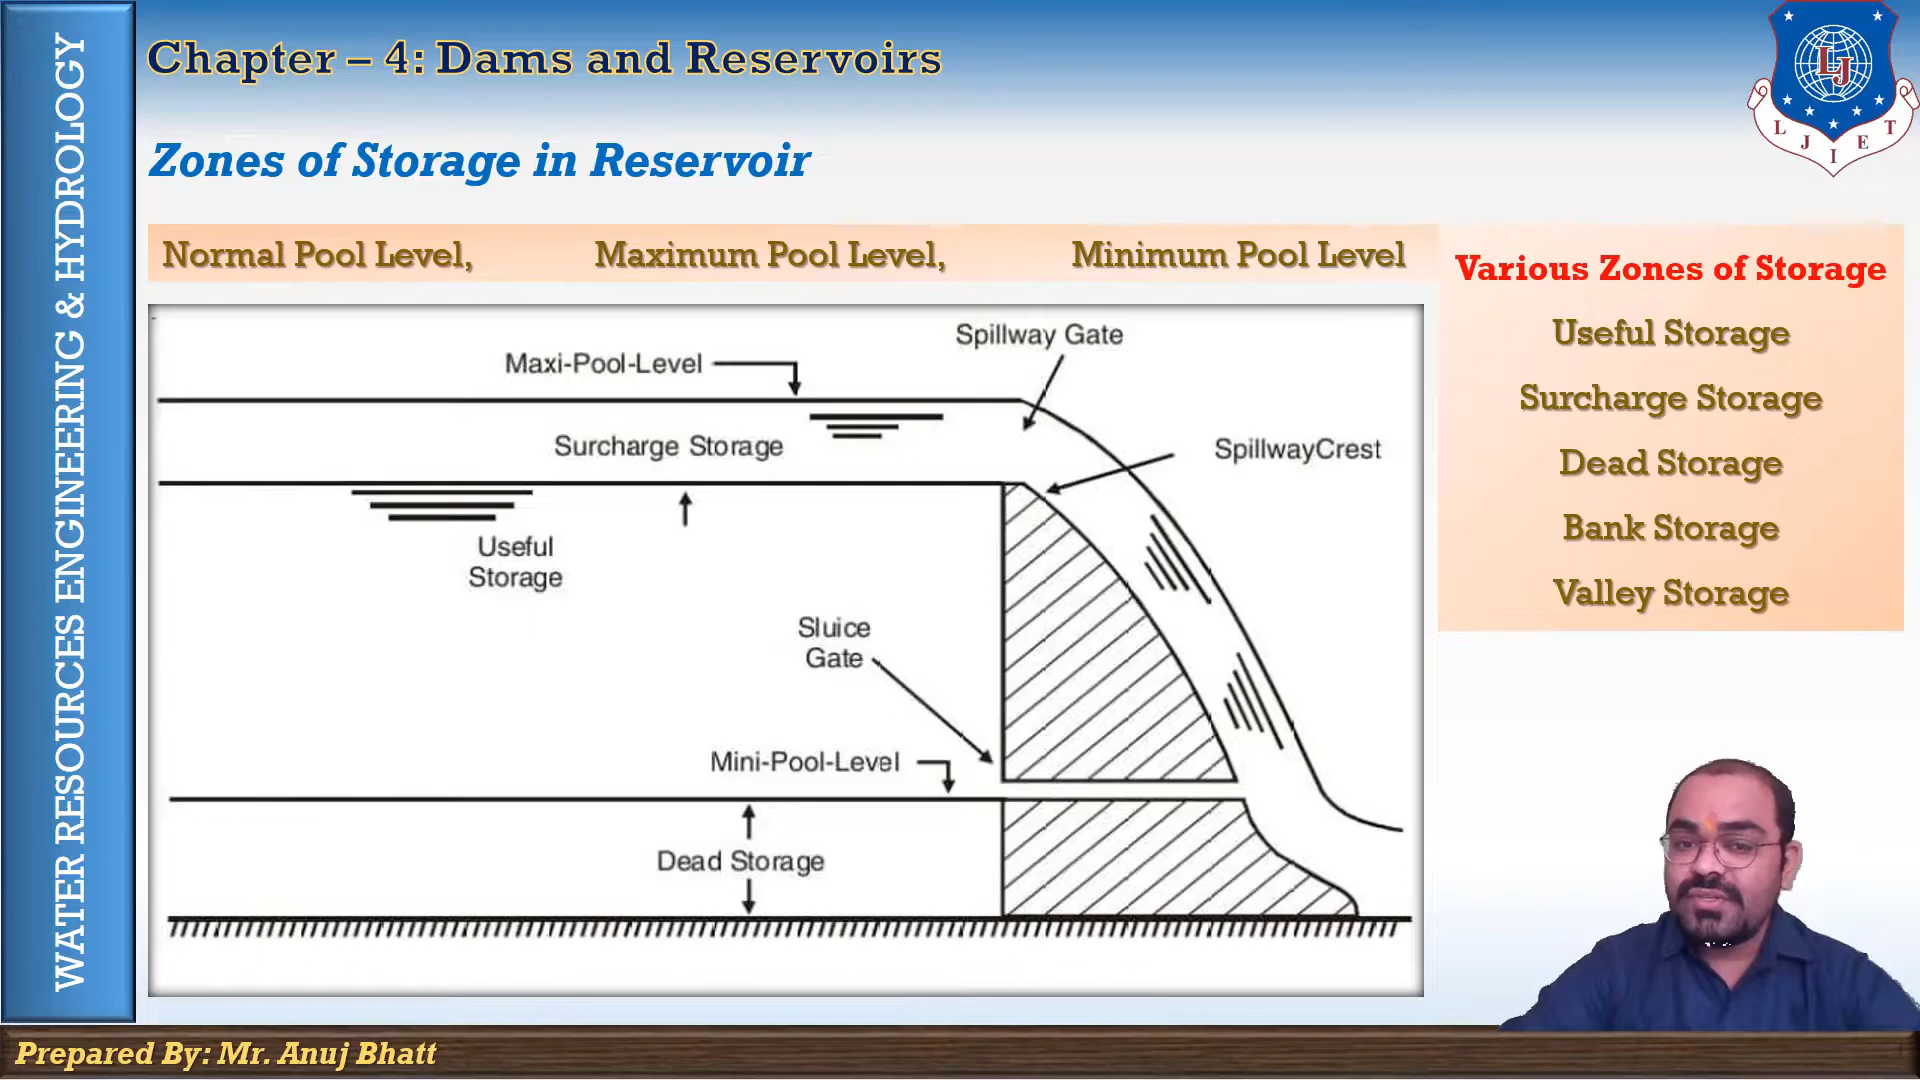 WATER RESOURCES ENGINEERING & HYDROLOGY
Chapter – 4: Dams and Reservoirs
L J I E T
LJ
Zones of Storage in Reservoir
Normal Pool Level, Maximum Pool Level, Minimum Pool Level
Various Zones of Storage
Useful Storage
Surcharge Storage
Dead Storage
Bank Storage
Valley Storage
Spillway Gate
Maxi-Pool-Level
Surcharge Storage
SpillwayCrest
Useful
Storage
Sluice
Gate
Mini-Pool-Level
Dead Storage
Prepared By: Mr. Anuj Bhatt